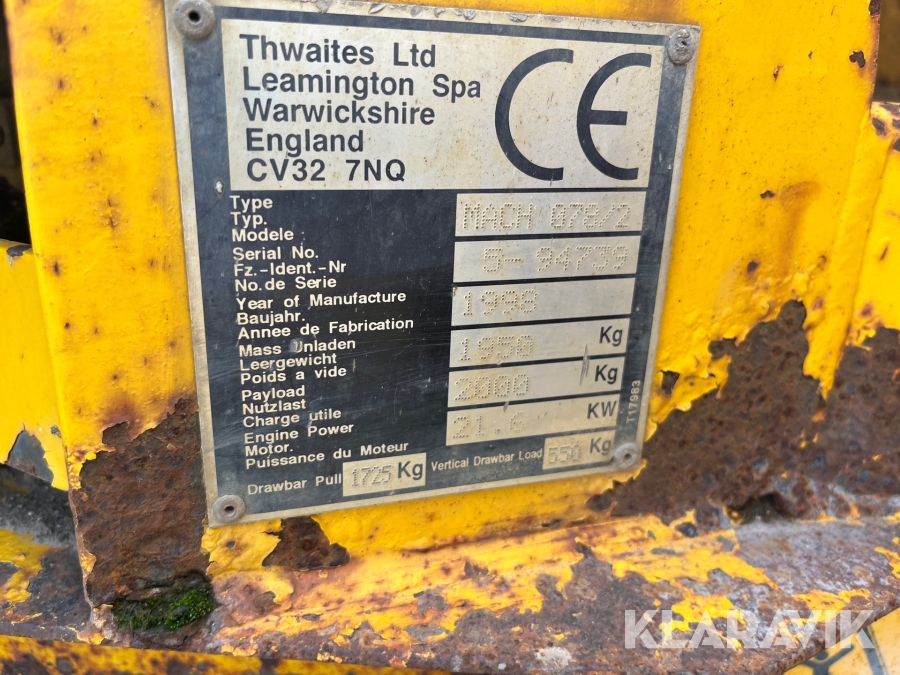 Thwaites Ltd
Leamington Spa
Warwickshire
England
CV32 7NQ
CE
Type
Typ.
Modele
MACH 078/2
Serial No.
Fz.-Ident.-Nr
No.de Serie
5-94739
Year of Manufacture
Baujahr.
Annee de Fabrication
1998
Mass Unladen
Leergewicht
Poids a vide
1950 Kg
Payload
Nutzlast
Charge utile
2000 Kg
Engine Power
Motor.
Puissance du Moteur
21.6 KW
Drawbar Pull 1725 Kg Vertical Drawbar Load 550 Kg
T17983
KLARAVIK